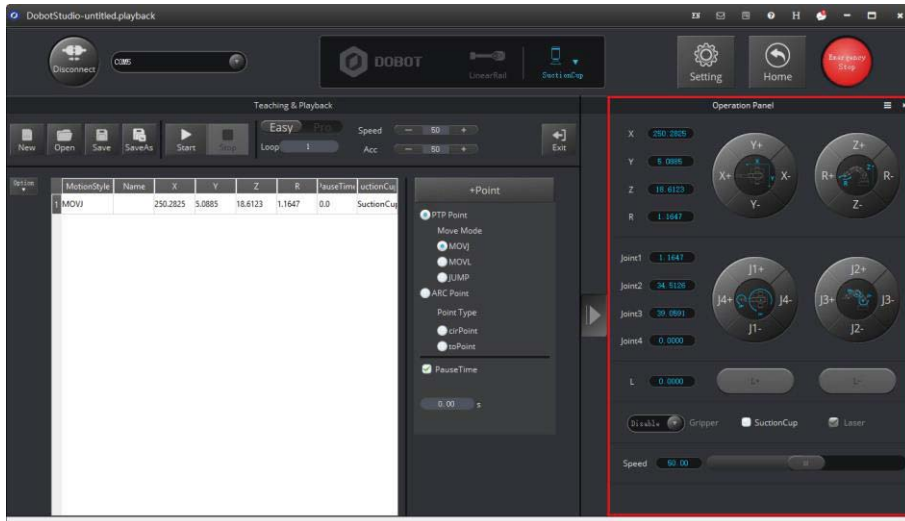 DobotStudio-untitled.playback
Disconnect
COM5
DOBOT
LinearRail
SuctionCup
Setting
Home
Emergency
Stop
Teaching & Playback
New
Open
Save
SaveAs
Start
Stop
Easy
Pro
Loop
1
Speed
50
Acc
50
Exit
Option
MotionStyle Name X Y Z R PauseTime uctionCup
1 MOVJ 250.2825 5.0885 18.6123 1.1647 0.0 SuctionCup
+Point
PTP Point
Move Mode
MOVJ
MOVL
JUMP
ARC Point
Point Type
cirPoint
toPoint
PauseTime
0.00 s
Operation Panel
X 250.2825
Y 5.0885
Z 18.6123
R 1.1647
Y+
X+
X-
Y-
Z+
R+
R-
Z-
Joint1 1.1647
Joint2 34.5126
Joint3 39.0591
Joint4 0.0000
J1+
J4+
J4-
J1-
J2+
J3+
J3-
J2-
L 0.0000
L+
L-
Disable Gripper
SuctionCup
Laser
Speed 50.00